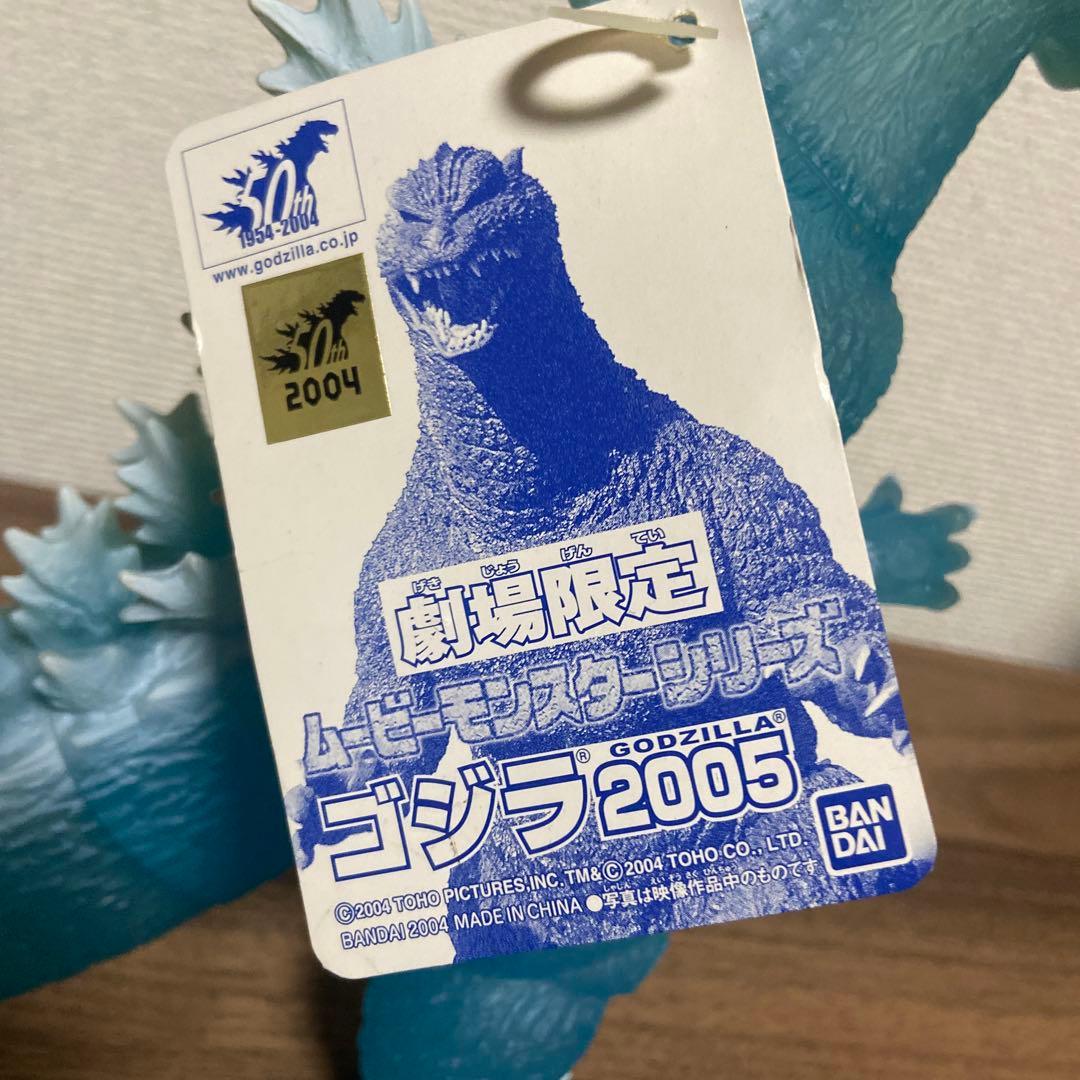 50th
1954-2004
www.godzilla.co.jp
50th
2004
げき じょう げん てい
劇場限定
ムービーモンスターシリーズ
ゴジラ® GODZILLA® 2005
BAN
DAI
©2004 TOHO PICTURES,INC. TM&©2004 TOHO CO., LTD.
BANDAI 2004 MADE IN CHINA ●写真は映像作品中のものです